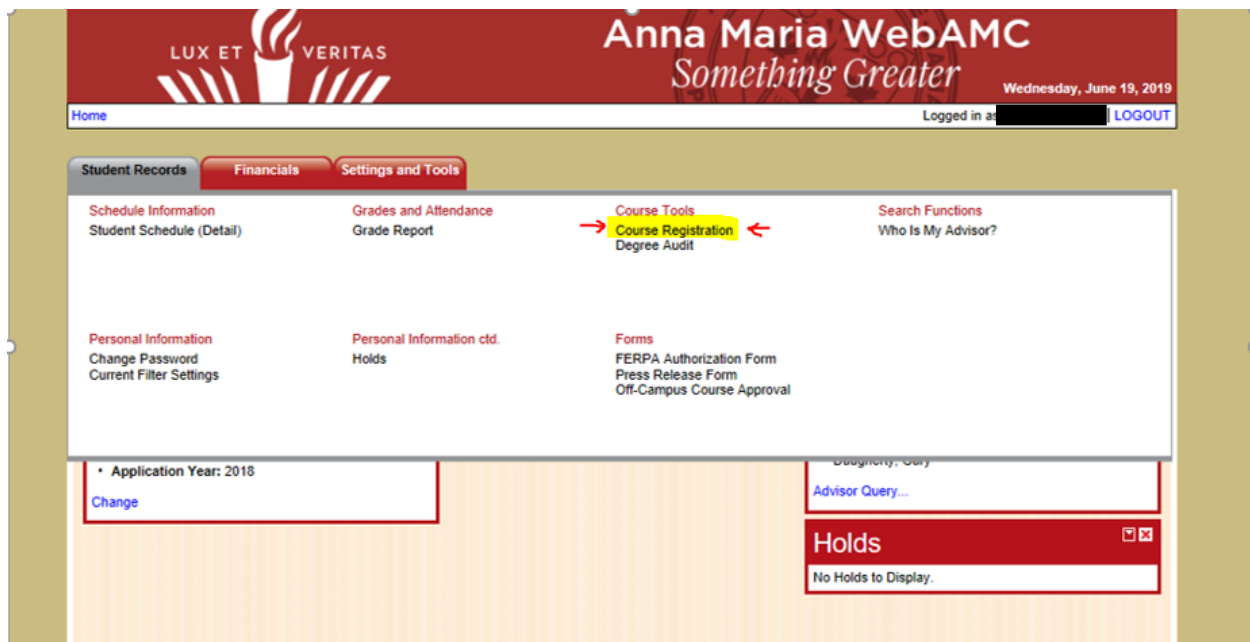 LUX ET VERITAS
Anna Maria WebAMC
Something Greater
Wednesday, June 19, 2019
Home
Logged in as
| LOGOUT
Student Records
Financials
Settings and Tools
Schedule Information
Student Schedule (Detail)
Grades and Attendance
Grade Report
Course Tools
Course Registration
Degree Audit
Search Functions
Who Is My Advisor?
Personal Information
Change Password
Current Filter Settings
Personal Information ctd.
Holds
Forms
FERPA Authorization Form
Press Release Form
Off-Campus Course Approval
• Application Year: 2018
Change
Advisor Query...
Holds
No Holds to Display.